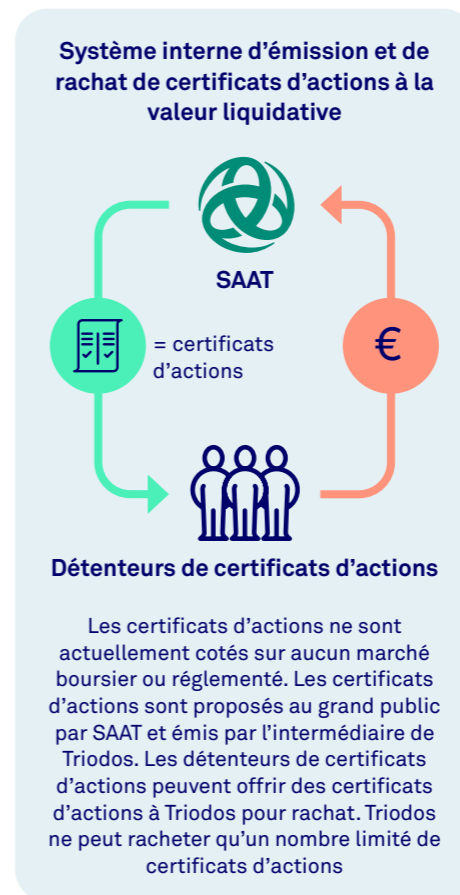 Système interne d’émission et de
rachat de certificats d’actions à la
valeur liquidative
SAAT
= certificats
d’actions
€
Détenteurs de certificats d’actions
Les certificats d’actions ne sont
actuellement cotés sur aucun marché
boursier ou réglementé. Les certificats
d’actions sont proposés au grand public
par SAAT et émis par l’intermédiaire de
Triodos. Les détenteurs de certificats
d’actions peuvent offrir des certificats
d’actions à Triodos pour rachat. Triodos
ne peut racheter qu’un nombre limité de
certificats d’actions